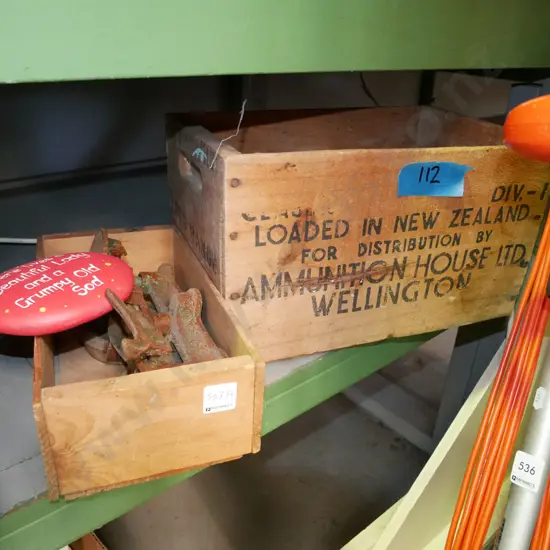 112
DIV.-
LOADED IN NEW ZEALAND
FOR DISTRIBUTION BY
AMMUNITION HOUSE LTD.
WELLINGTON
Beautiful Lady
and a
Grumpy Old
Sod
536